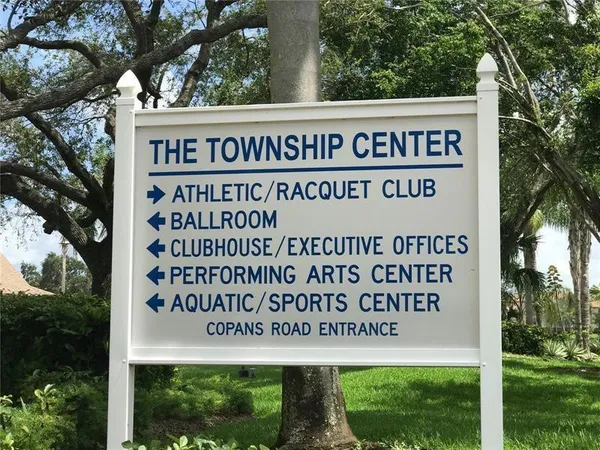 THE TOWNSHIP CENTER
→ ATHLETIC/RACQUET CLUB
← BALLROOM
← CLUBHOUSE/EXECUTIVE OFFICES
← PERFORMING ARTS CENTER
← AQUATIC/SPORTS CENTER
COPANS ROAD ENTRANCE